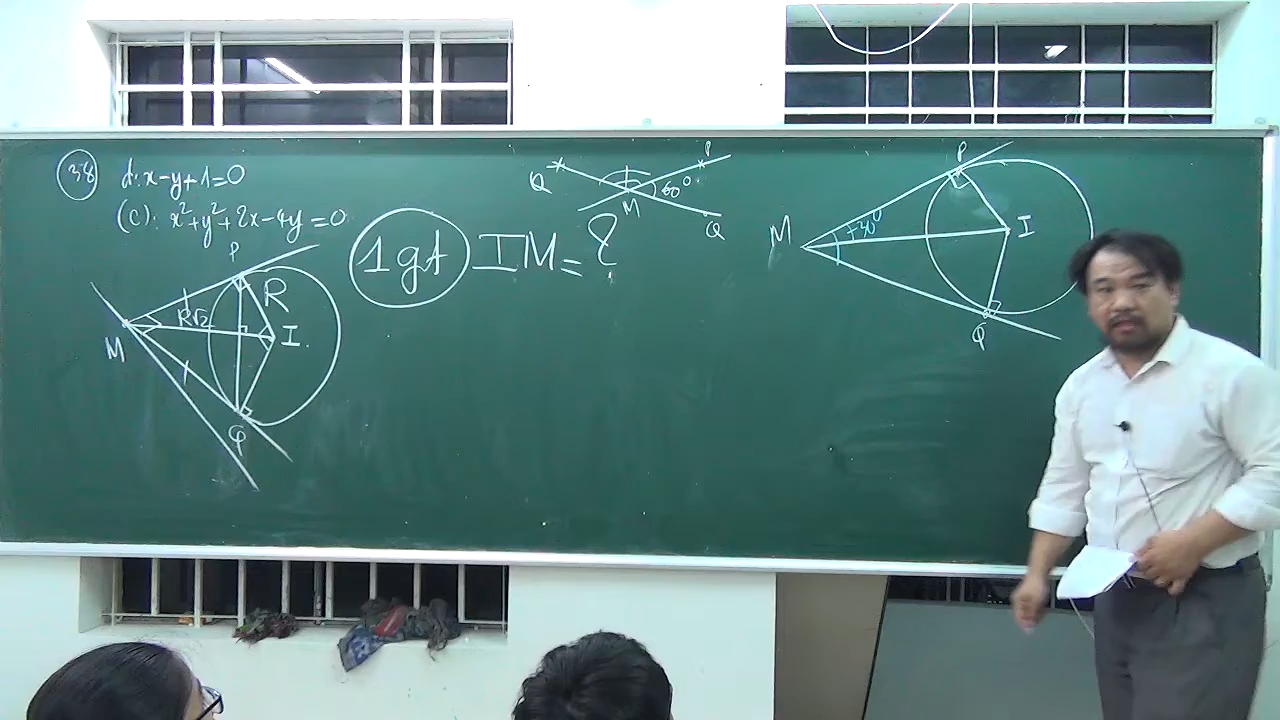 38
d: x-y+1=0
(C): x²+y²+2x-4y=0
1gt IM=?
P
R
R√2
I
M
Q
P
Q
60°
M
Q
P
M
30°
I
Q